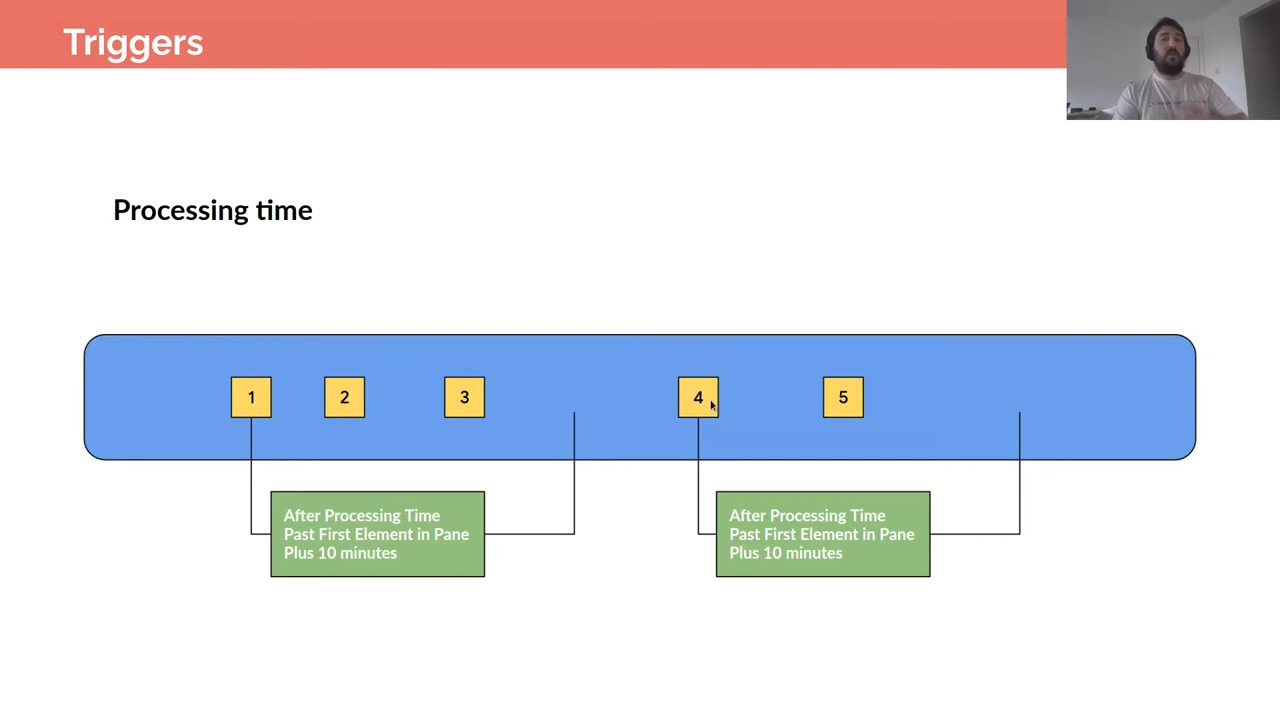 Triggers
Processing time
1
2
3
4
5
After Processing Time
Past First Element in Pane
Plus 10 minutes
After Processing Time
Past First Element in Pane
Plus 10 minutes